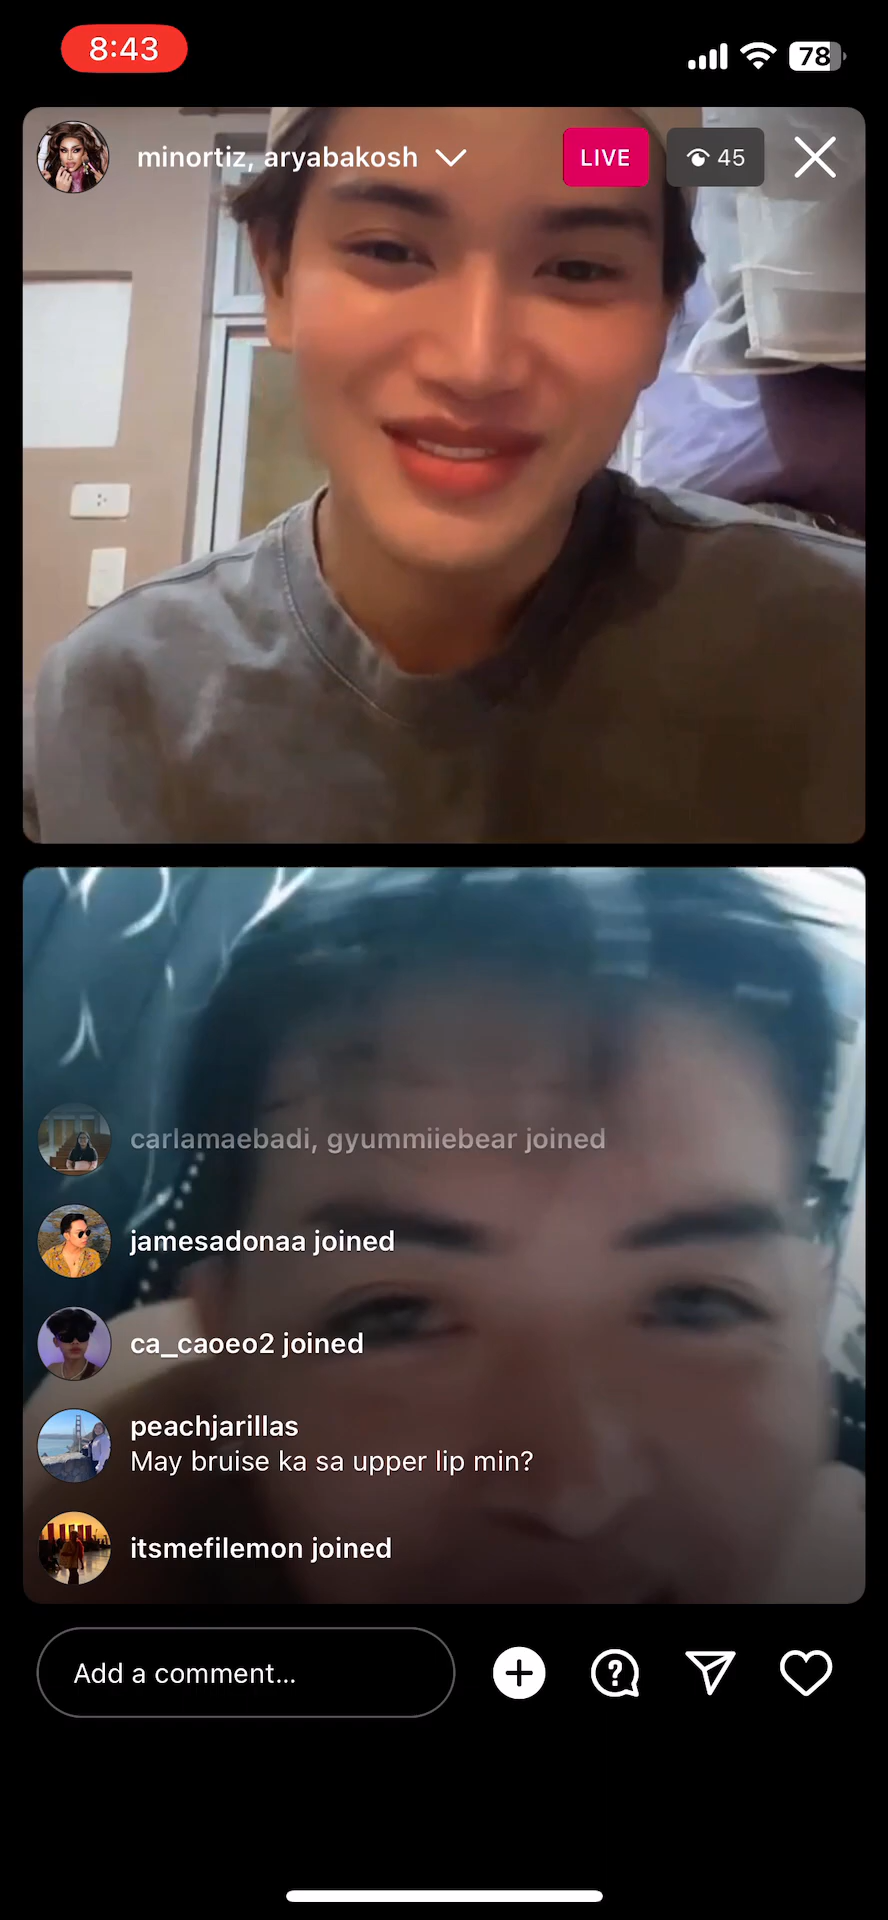 8:43
78
minortiz, aryabakosh
LIVE
45
carlamaebadi, gyummiiebear joined
jamesadonaa joined
ca_caoeo2 joined
peachjarillas
May bruise ka sa upper lip min?
itsmefilemon joined
Add a comment...